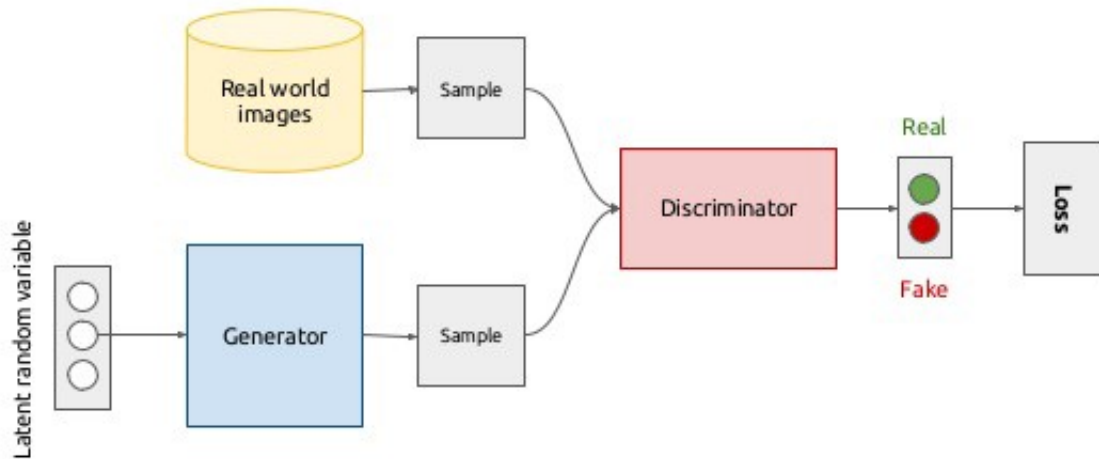 Real world
images
Sample
Real
Discriminator
Loss
Fake
Latent random variable
Generator
Sample